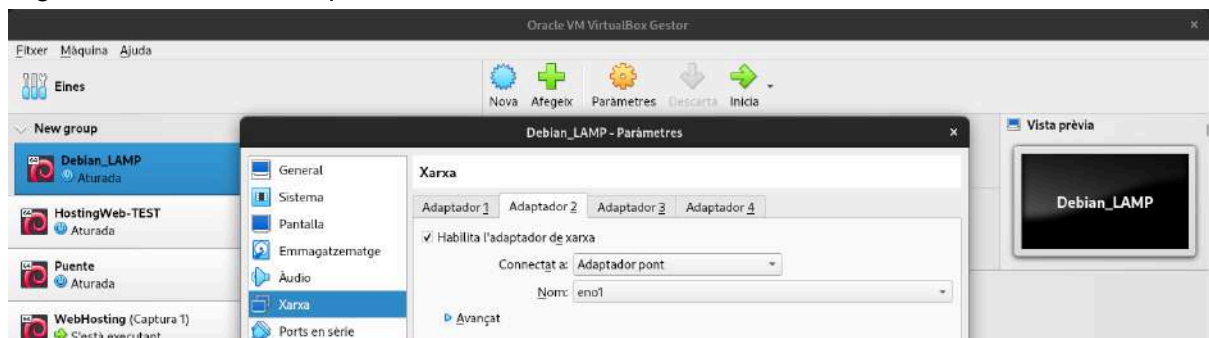 Oracle VM VirtualBox Gestor
Fitxer Màquina Ajuda
Eines
Nova Afegeix Paràmetres Descarta Inicia
New group
Debian_LAMP
Aturada
HostingWeb-TEST
Aturada
Puente
Aturada
WebHosting (Captura 1)
S'està executant
Debian_LAMP - Paràmetres
General
Sistema
Pantalla
Emmagatzematge
Àudio
Xarxa
Ports en sèrie
Xarxa
Adaptador 1 Adaptador 2 Adaptador 3 Adaptador 4
Habilita l'adaptador de xarxa
Connectat a: Adaptador pont
Nom: eno1
Avançat
Vista prèvia
Debian_LAMP